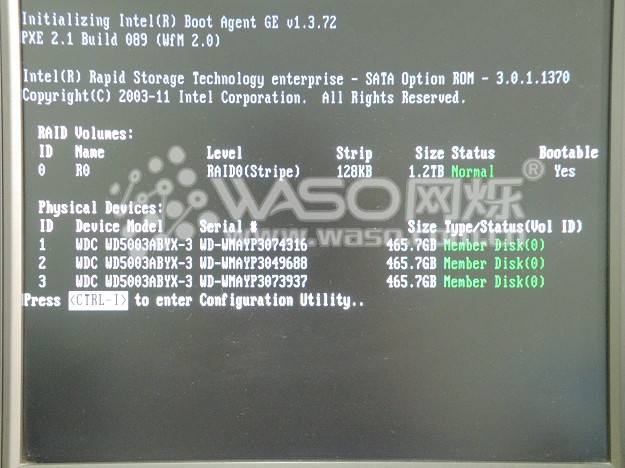 Initializing Intel(R) Boot Agent GE v1.3.72
PXE 2.1 Build 089 (WfM 2.0)
Intel(R) Rapid Storage Technology enterprise - SATA Option ROM - 3.0.1.1370
Copyright(C) 2003-11 Intel Corporation.  All Rights Reserved.
RAID Volumes:
ID Name Level Strip Size Status Bootable
0 R0 RAID0(Stripe) 128KB 1.2TB Normal Yes
WASO网烁®
Physical Devices:
ID Device Model Serial # Size Type/Status(Vol ID)
1 WDC WD5003ABYX-3 WD-WMAYP3074316 465.7GB Member Disk(0)
2 WDC WD5003ABYX-3 WD-WMAYP3049688 465.7GB Member Disk(0)
3 WDC WD5003ABYX-3 WD-WMAYP3073937 465.7GB Member Disk(0)
Press <CTRL-I> to enter Configuration Utility..